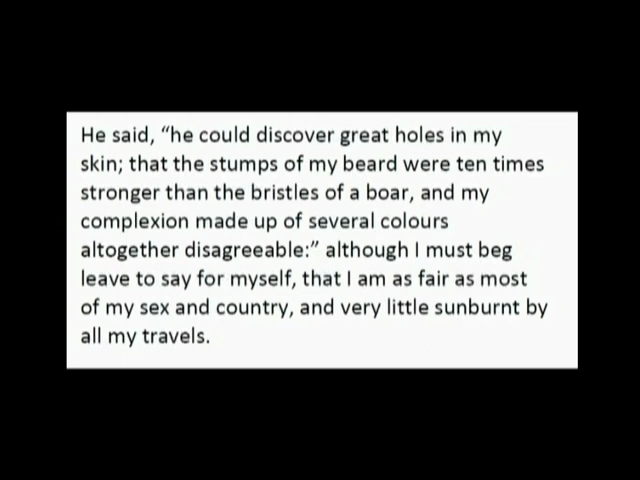 He said, “he could discover great holes in my
skin; that the stumps of my beard were ten times
stronger than the bristles of a boar, and my
complexion made up of several colours
altogether disagreeable:” although I must beg
leave to say for myself, that I am as fair as most
of my sex and country, and very little sunburnt by
all my travels.